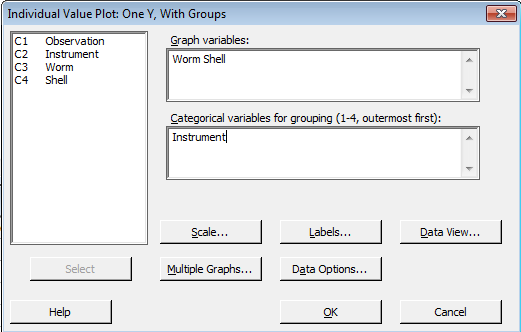 Individual Value Plot: One Y, With Groups
C1 Observation
C2 Instrument
C3 Worm
C4 Shell
Graph variables:
Worm Shell
Categorical variables for grouping (1-4, outermost first):
Instrument
Scale... Labels... Data View...
Select Multiple Graphs... Data Options...
Help OK Cancel